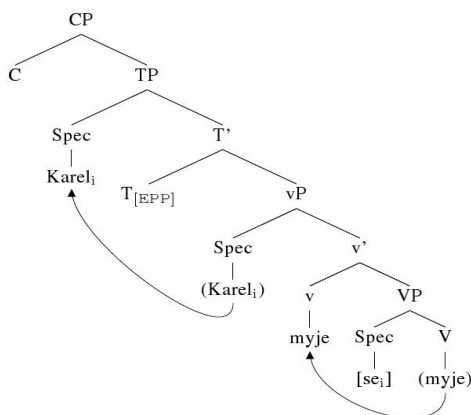 CP
C TP
Spec T'
Karelᵢ T[EPP] vP
Spec v'
(Karelᵢ) v VP
myje Spec V
[seᵢ] (myje)